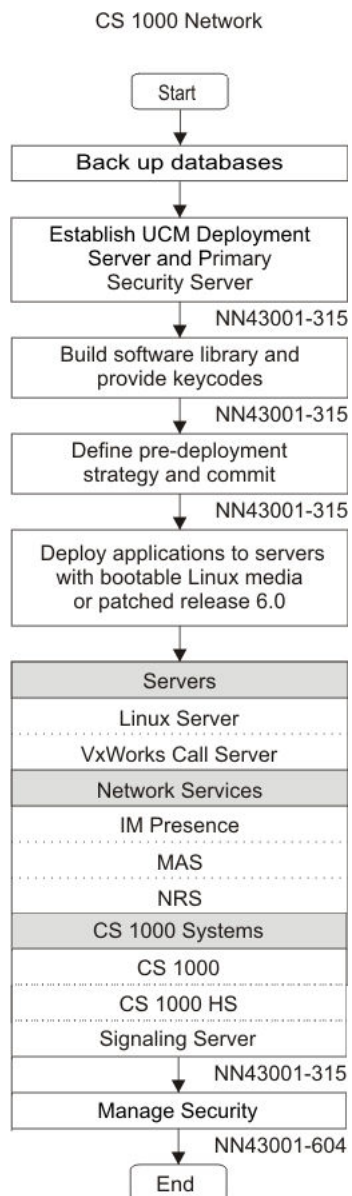 CS 1000 Network
Start
Back up databases
Establish UCM Deployment
Server and Primary
Security Server
NN43001-315
Build software library and
provide keycodes
NN43001-315
Define pre-deployment
strategy and commit
NN43001-315
Deploy applications to servers
with bootable Linux media
or patched release 6.0
Servers
Linux Server
VxWorks Call Server
Network Services
IM Presence
MAS
NRS
CS 1000 Systems
CS 1000
CS 1000 HS
Signaling Server
NN43001-315
Manage Security
NN43001-604
End